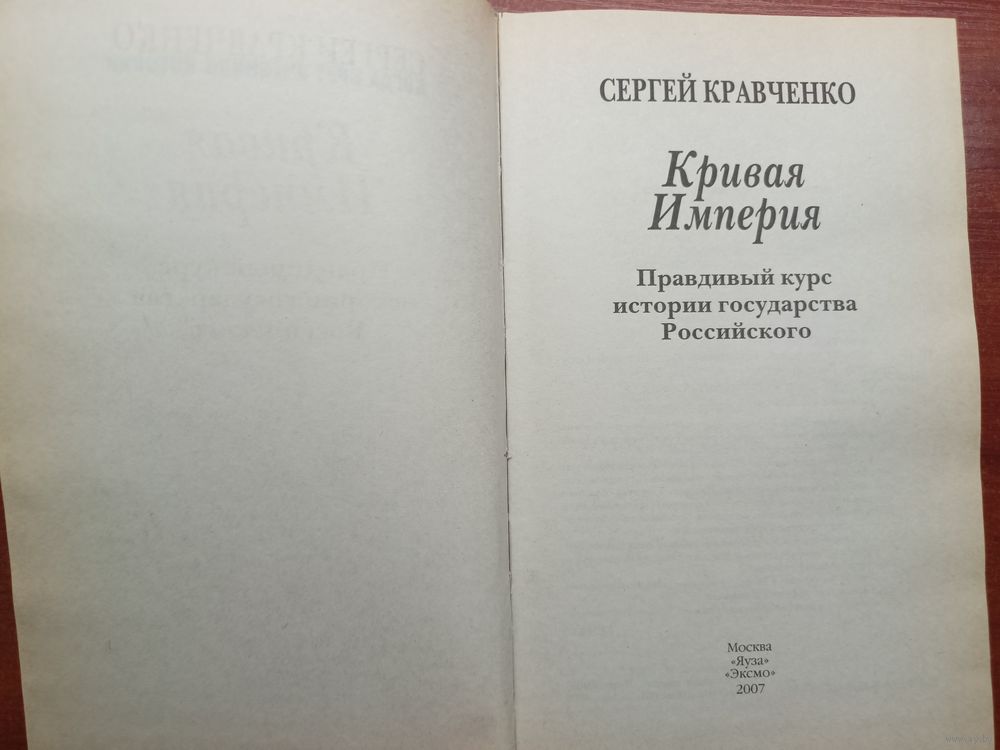 СЕРГЕЙ КРАВЧЕНКО
Кривая
Империя
Правдивый курс
истории государства
Российского
Москва
«Яуза»
«Эксмо»
2007